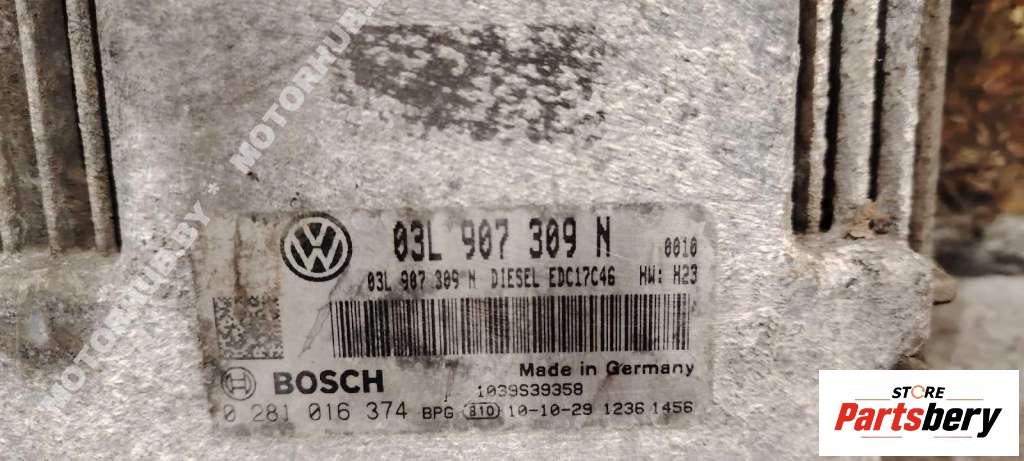 MOTORHUB.BY * MOTORHUB.BY
03L 907 309 N 0010
03L 907 309 N DIESEL EDC17C46 HW: H23
Made in Germany
BOSCH 1039S39358
0 281 016 374 BPG 810 10-10-29 1236 1456
STORE
Partsbery